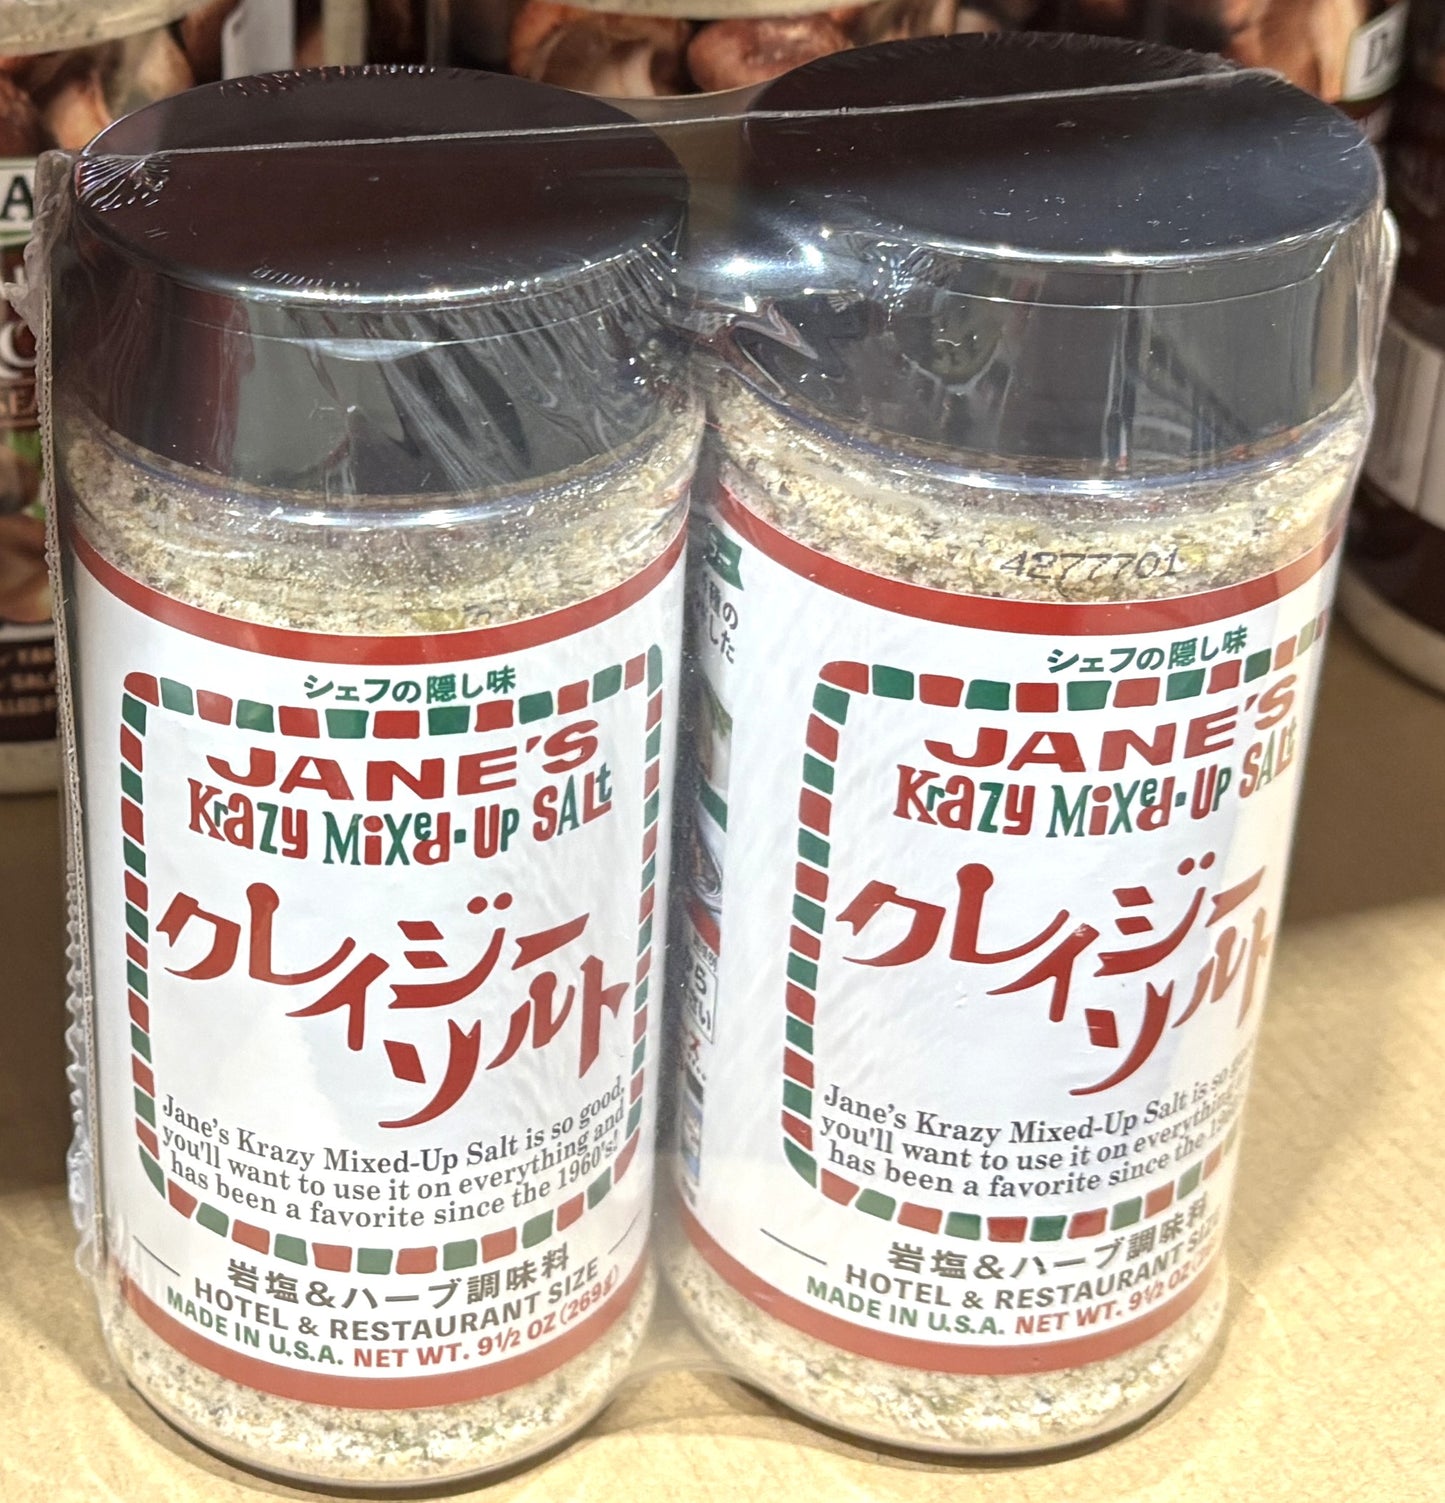 シェフの隠し味
JANE'S
Krazy Mixed-Up SALt
クレイジー
ソルト
Jane's Krazy Mixed-Up Salt is so good,
you'll want to use it on everything and
has been a favorite since the 1960's!
岩塩&ハーブ調味料
HOTEL & RESTAURANT SIZE
MADE IN U.S.A. NET WT. 9½ OZ (269g)
4277701
シェフの隠し味
JANE'S
Krazy Mixed-Up SALt
クレイジー
ソルト
Jane's Krazy Mixed-Up Salt is so
you'll want to use it on everything
has been a favorite since the
岩塩&ハーブ調味料
HOTEL & RESTAURANT SIZE
MADE IN U.S.A. NET WT. 9½ OZ